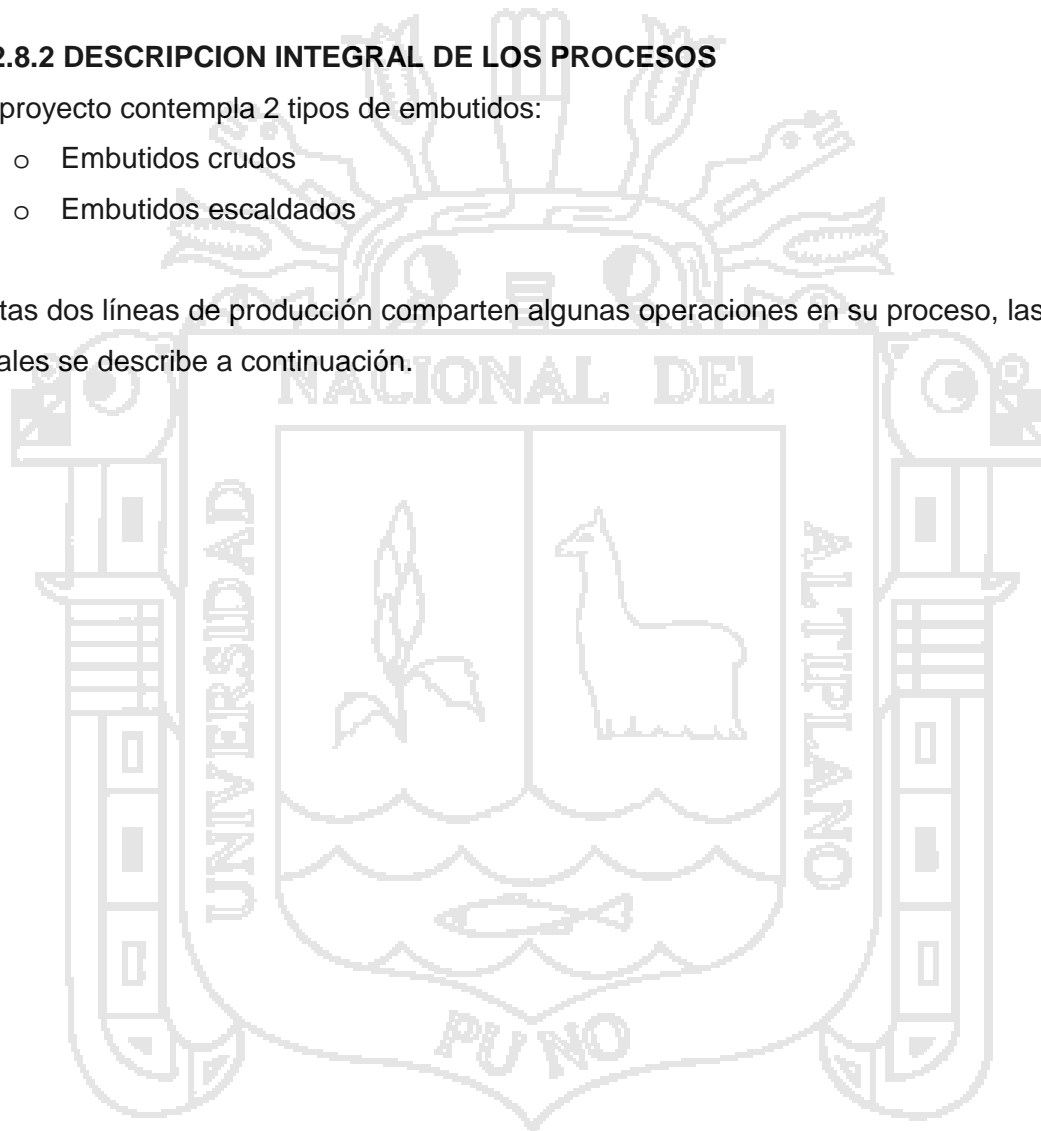 2.8.2 DESCRIPCION INTEGRAL DE LOS PROCESOS
proyecto contempla 2 tipos de embutidos:
o Embutidos crudos
o Embutidos escaldados
tas dos líneas de producción comparten algunas operaciones en su proceso, las
ales se describe a continuación.
NACIONAL DEL
UNIVERSIDAD
ALTIPLANO
PUNO